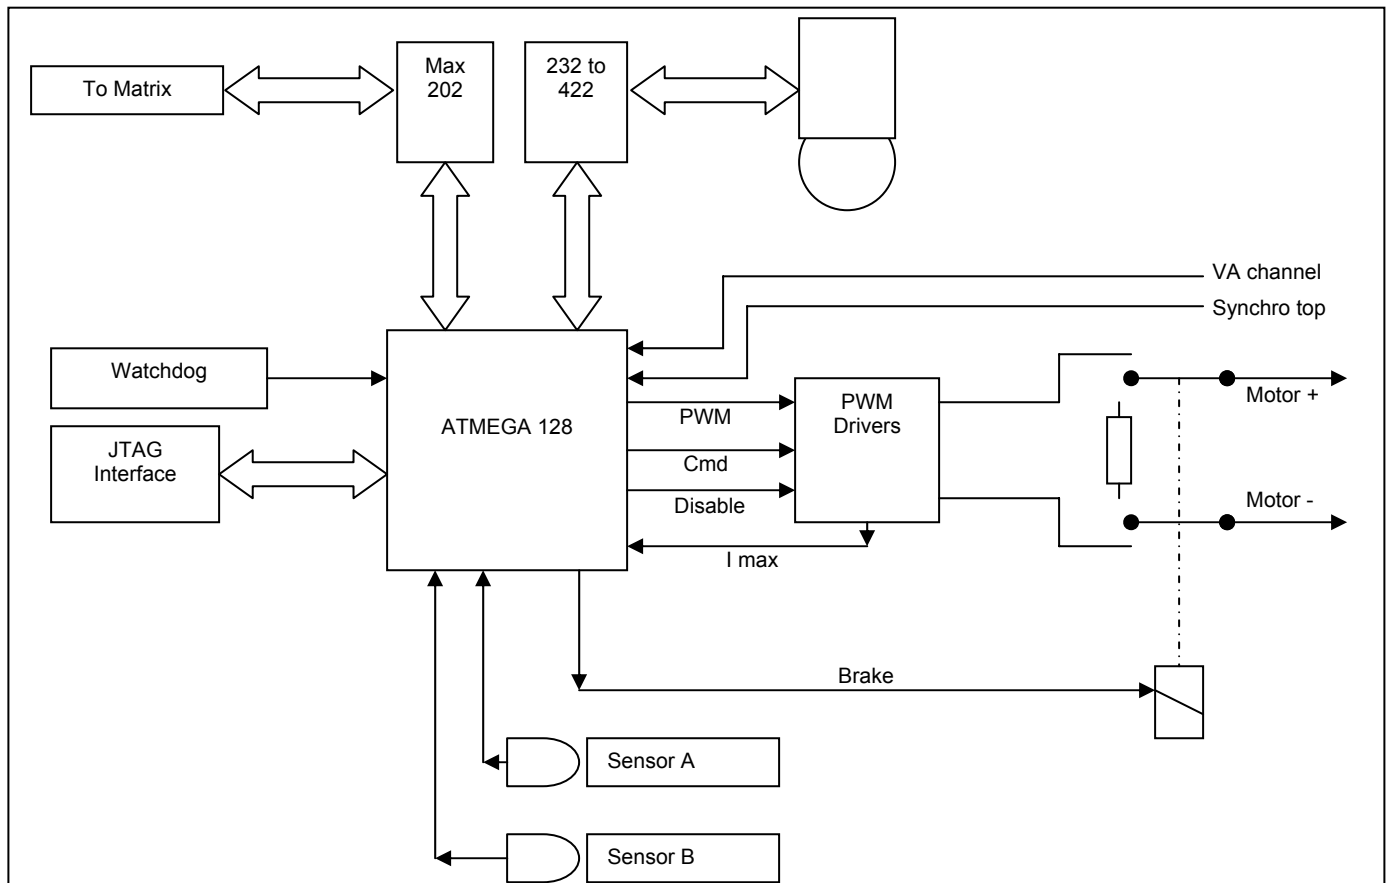 To Matrix
Max
202
232 to
422
VA channel
Synchro top
Watchdog
JTAG
Interface
ATMEGA 128
PWM
Cmd
Disable
I max
PWM
Drivers
Motor +
Motor -
Brake
Sensor A
Sensor B